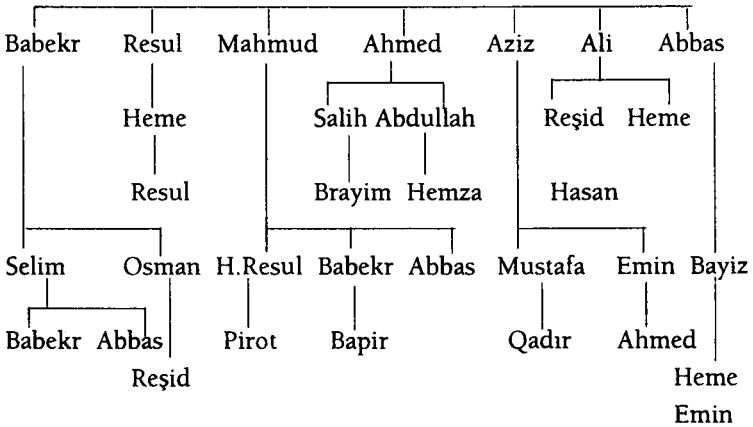 Babekr Resul Mahmud Ahmed Aziz Ali Abbas
Heme Salih Abdullah Reşid Heme
Resul Brayim Hemza Hasan
Selim Osman H.Resul Babekr Abbas Mustafa Emin Bayiz
Babekr Abbas Pirot Bapir Qadır Ahmed
Reşid Heme
Emin